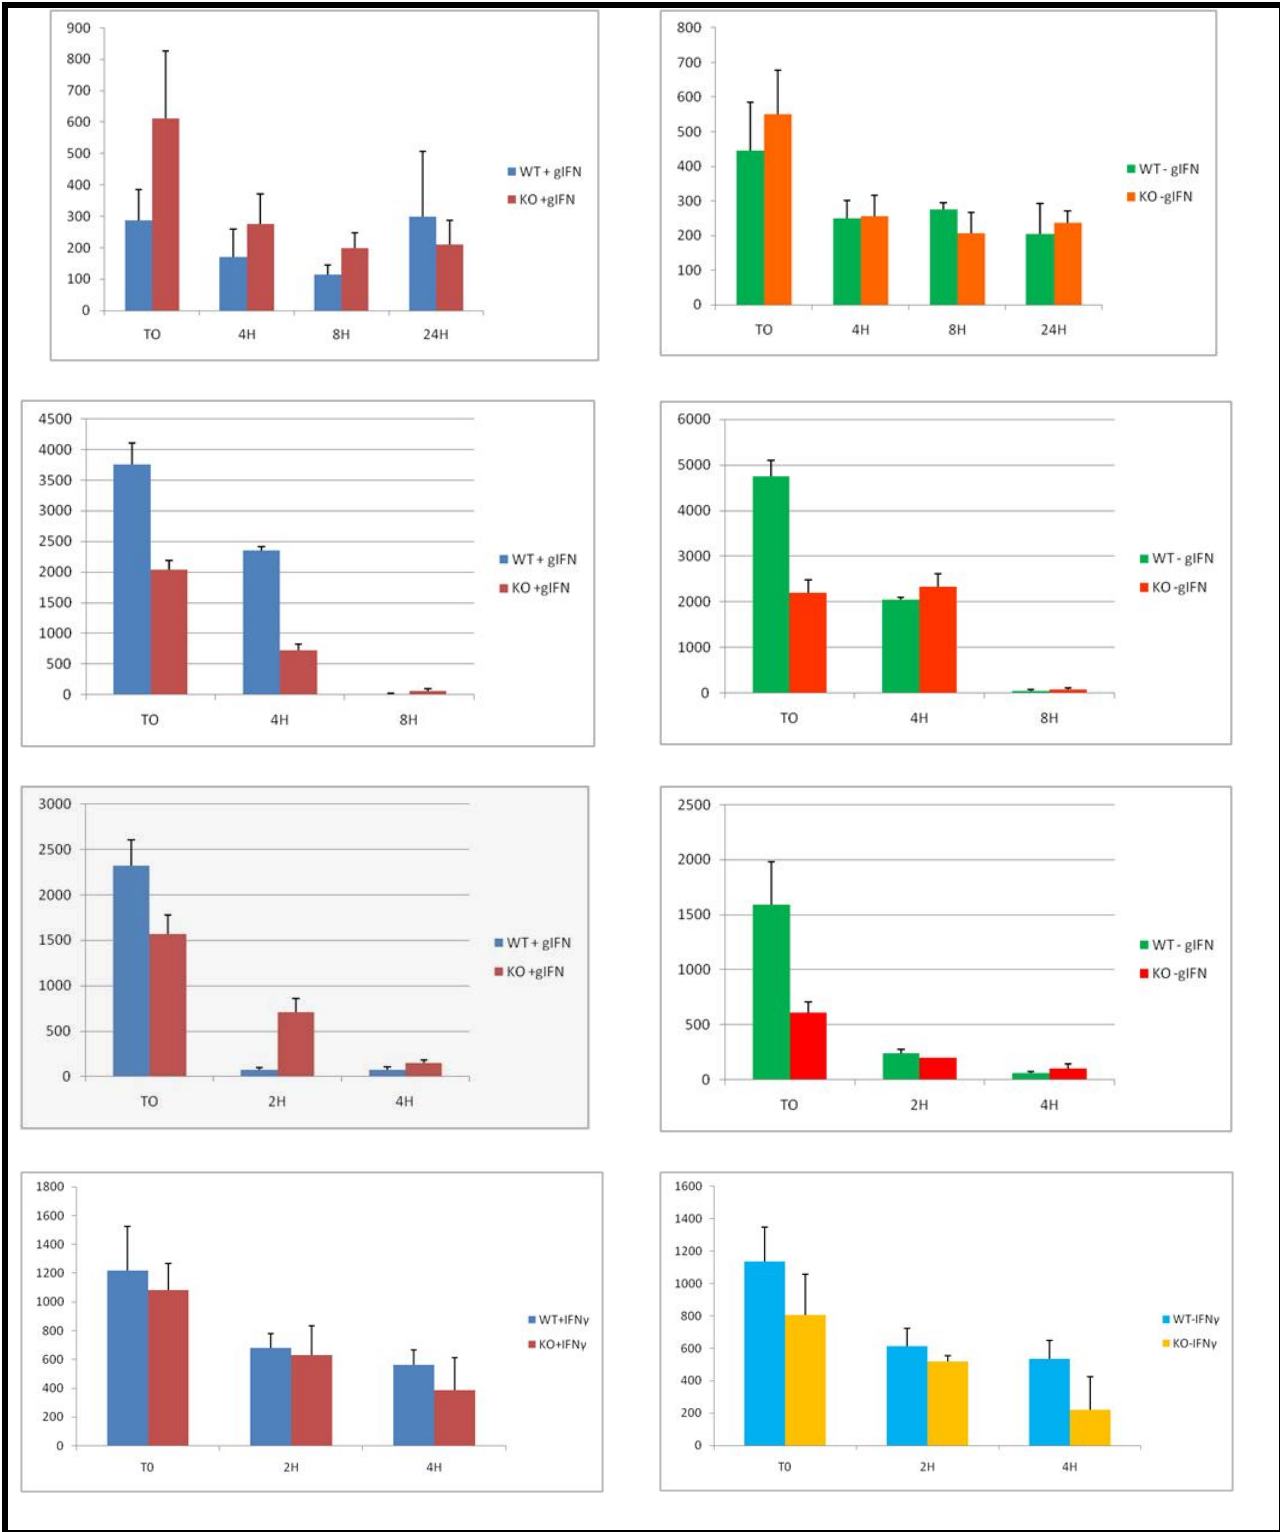 900
800
700
600
500
400
300
200
100
0
TO 4H 8H 24H
WT + gIFN
KO +gIFN
800
700
600
500
400
300
200
100
0
TO 4H 8H 24H
WT - gIFN
KO -gIFN
4500
4000
3500
3000
2500
2000
1500
1000
500
0
TO 4H 8H
WT + gIFN
KO +gIFN
6000
5000
4000
3000
2000
1000
0
TO 4H 8H
WT - gIFN
KO -gIFN
3000
2500
2000
1500
1000
500
0
TO 2H 4H
WT + gIFN
KO +gIFN
2500
2000
1500
1000
500
0
TO 2H 4H
WT - gIFN
KO -gIFN
1800
1600
1400
1200
1000
800
600
400
200
0
T0 2H 4H
WT+IFNγ
KO+IFNγ
1600
1400
1200
1000
800
600
400
200
0
T0 2H 4H
WT-IFNγ
KO-IFNγ